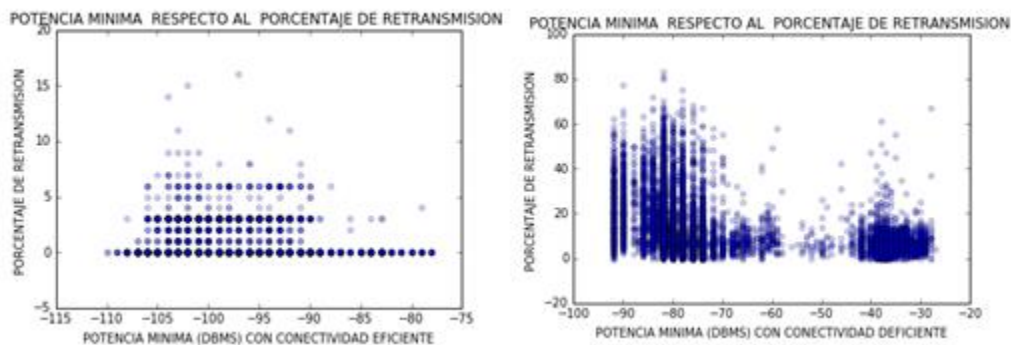 POTENCIA MINIMA RESPECTO AL PORCENTAJE DE RETRANSMISION
20
15
10
5
0
−5
−115 −110 −105 −100 −95 −90 −85 −80 −75
PORCENTAJE DE RETRANSMISION
POTENCIA MINIMA (DBMS) CON CONECTIVIDAD EFICIENTE
POTENCIA MINIMA RESPECTO AL PORCENTAJE DE RETRANSMISION
100
80
60
40
20
0
−20
−100 −90 −80 −70 −60 −50 −40 −30 −20
PORCENTAJE DE RETRANSMISION
POTENCIA MINIMA (DBMS) CON CONECTIVIDAD DEFICIENTE